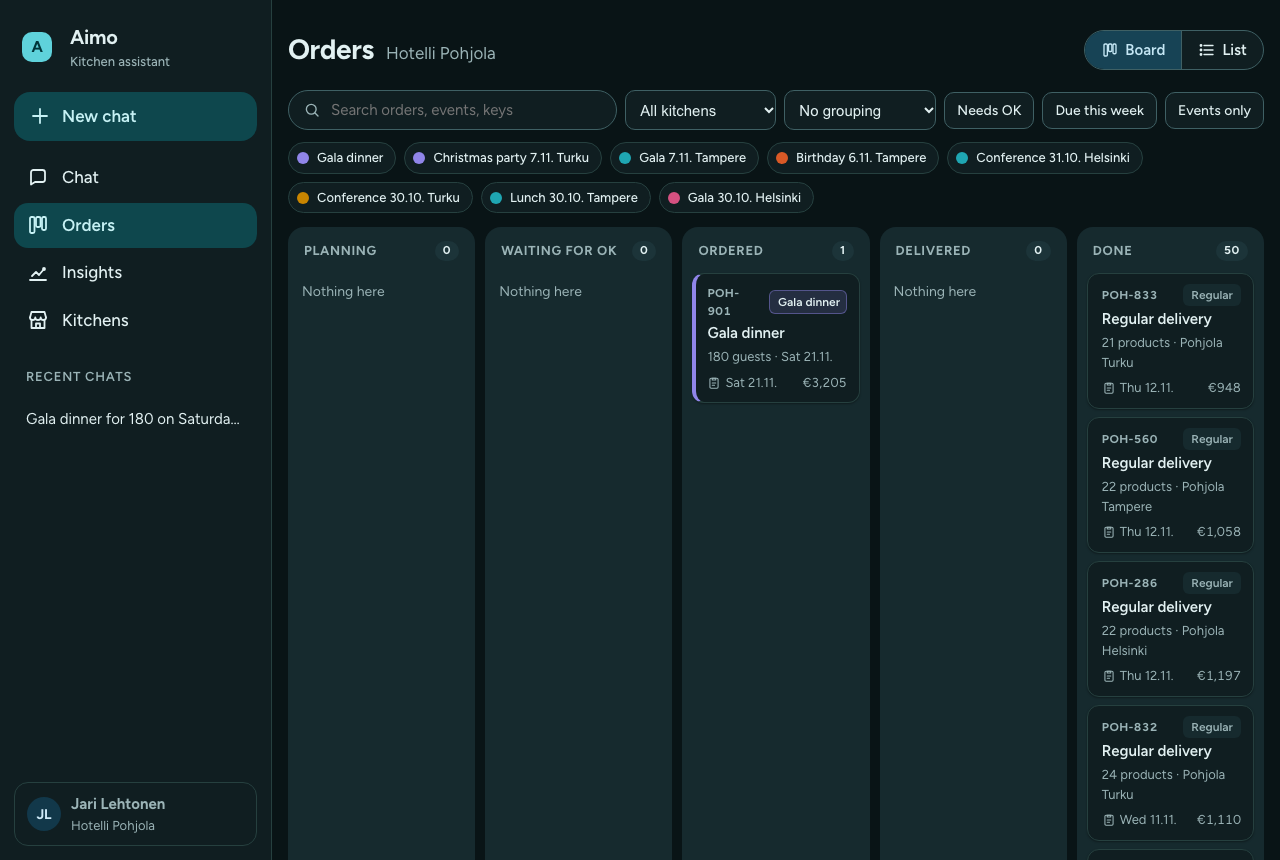 A
Aimo
Kitchen assistant
New chat
Chat
Orders
Insights
Kitchens
RECENT CHATS
Gala dinner for 180 on Saturda...
JL
Jari Lehtonen
Hotelli Pohjola
Orders Hotelli Pohjola
Board List
Search orders, events, keys
All kitchens
No grouping
Needs OK
Due this week
Events only
Gala dinner
Christmas party 7.11. Turku
Gala 7.11. Tampere
Birthday 6.11. Tampere
Conference 31.10. Helsinki
Conference 30.10. Turku
Lunch 30.10. Tampere
Gala 30.10. Helsinki
PLANNING 0
Nothing here
WAITING FOR OK 0
Nothing here
ORDERED 1
POH-
901
Gala dinner
Gala dinner
180 guests · Sat 21.11.
Sat 21.11. €3,205
DELIVERED 0
Nothing here
DONE 50
POH-833 Regular
Regular delivery
21 products · Pohjola
Turku
Thu 12.11. €948
POH-560 Regular
Regular delivery
22 products · Pohjola
Tampere
Thu 12.11. €1,058
POH-286 Regular
Regular delivery
22 products · Pohjola
Helsinki
Thu 12.11. €1,197
POH-832 Regular
Regular delivery
24 products · Pohjola
Turku
Wed 11.11. €1,110